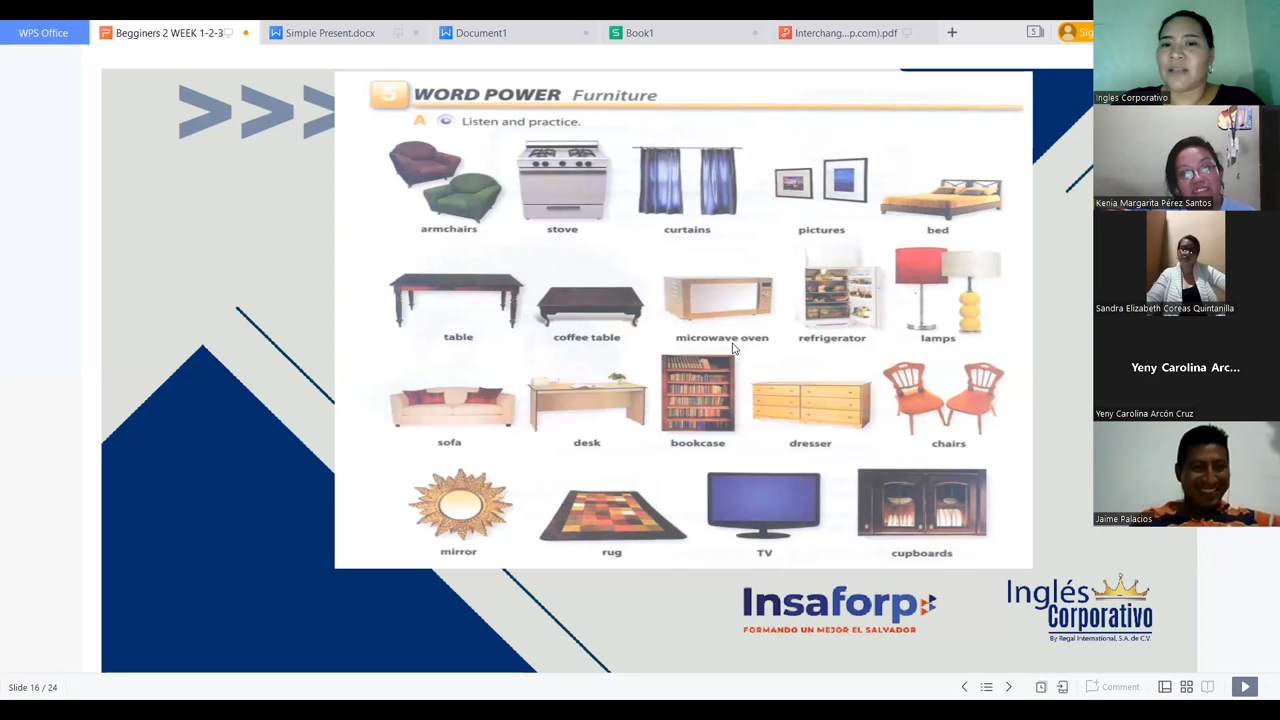 WPS Office
Begginers 2 WEEK 1-2-3
Simple Present.docx
Document1
Book1
Interchang...p.com).pdf
5
5 WORD POWER Furniture
A Listen and practice.
armchairs
stove
curtains
pictures
bed
table
coffee table
microwave oven
refrigerator
lamps
sofa
desk
bookcase
dresser
chairs
mirror
rug
TV
cupboards
Insaforp
FORMANDO UN MEJOR EL SALVADOR
Inglés
Corporativo
By Regal International, S.A. de C.V.
Ingles Corporativo
Kenia Margarita Pérez Santos
Sandra Elizabeth Coreas Quintanilla
Yeny Carolina Arc...
Yeny Carolina Arcón Cruz
Jaime Palacios
Slide 16 / 24
Comment